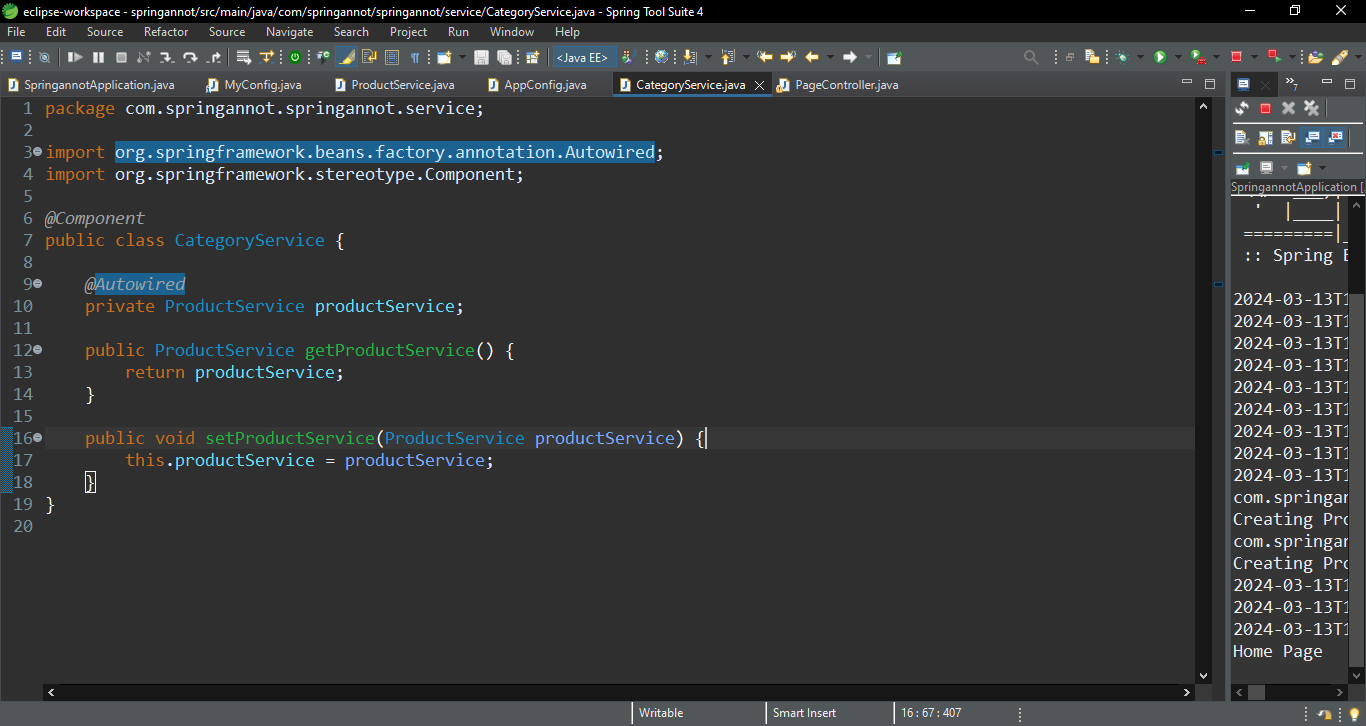 eclipse-workspace - springannot/src/main/java/com/springannot/springannot/service/CategoryService.java - Spring Tool Suite 4
File Edit Source Refactor Source Navigate Search Project Run Window Help
<Java EE>
SpringannotApplication.java MyConfig.java ProductService.java AppConfig.java CategoryService.java PageController.java
1 package com.springannot.springannot.service;
2
3 import org.springframework.beans.factory.annotation.Autowired;
4 import org.springframework.stereotype.Component;
5
6 @Component
7 public class CategoryService {
8
9 @Autowired
10 private ProductService productService;
11
12 public ProductService getProductService() {
13 return productService;
14 }
15
16 public void setProductService(ProductService productService) {
17 this.productService = productService;
18 }
19 }
20
Writable Smart Insert 16 : 67 : 407
»7
SpringannotApplication [
' |____|
=========|_
:: Spring
2024-03-13T1
2024-03-13T1
2024-03-13T1
2024-03-13T1
2024-03-13T1
2024-03-13T1
2024-03-13T1
2024-03-13T1
2024-03-13T1
com.springan
Creating Pro
com.springan
Creating Pro
2024-03-13T1
2024-03-13T1
2024-03-13T1
Home Page